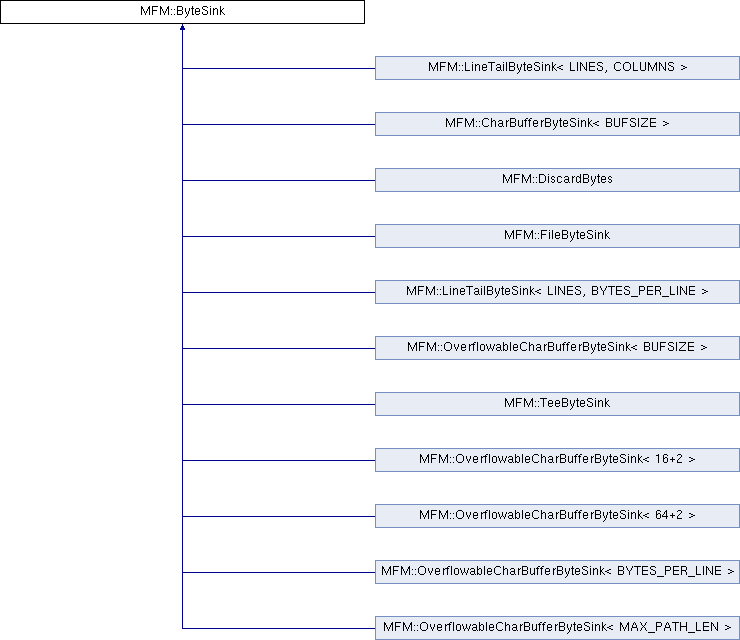 MFM::ByteSink
MFM::LineTailByteSink< LINES, COLUMNS >
MFM::CharBufferByteSink< BUFSIZE >
MFM::DiscardBytes
MFM::FileByteSink
MFM::LineTailByteSink< LINES, BYTES_PER_LINE >
MFM::OverflowableCharBufferByteSink< BUFSIZE >
MFM::TeeByteSink
MFM::OverflowableCharBufferByteSink< 16+2 >
MFM::OverflowableCharBufferByteSink< 64+2 >
MFM::OverflowableCharBufferByteSink< BYTES_PER_LINE >
MFM::OverflowableCharBufferByteSink< MAX_PATH_LEN >